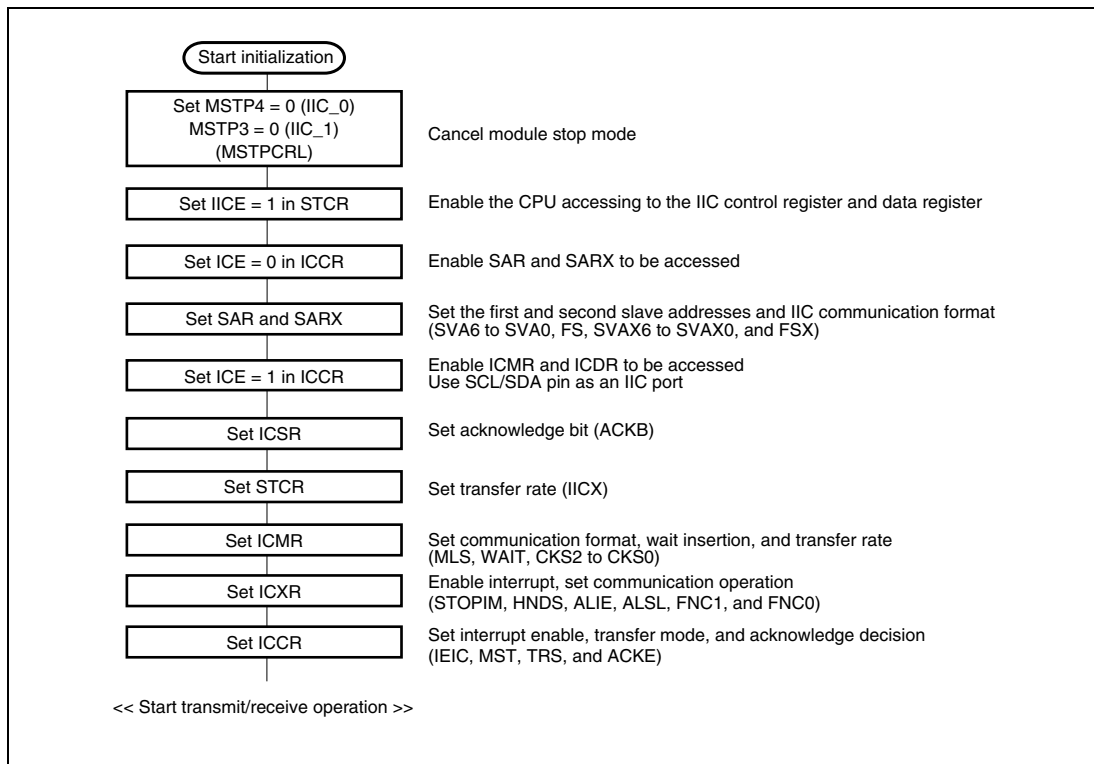 Start initialization
Set MSTP4 = 0 (IIC_0)
MSTP3 = 0 (IIC_1)
(MSTPCRL)
Cancel module stop mode
Set IICE = 1 in STCR
Enable the CPU accessing to the IIC control register and data register
Set ICE = 0 in ICCR
Enable SAR and SARX to be accessed
Set SAR and SARX
Set the first and second slave addresses and IIC communication format
(SVA6 to SVA0, FS, SVAX6 to SVAX0, and FSX)
Set ICE = 1 in ICCR
Enable ICMR and ICDR to be accessed
Use SCL/SDA pin as an IIC port
Set ICSR
Set acknowledge bit (ACKB)
Set STCR
Set transfer rate (IICX)
Set ICMR
Set communication format, wait insertion, and transfer rate
(MLS, WAIT, CKS2 to CKS0)
Set ICXR
Enable interrupt, set communication operation
(STOPIM, HNDS, ALIE, ALSL, FNC1, and FNC0)
Set ICCR
Set interrupt enable, transfer mode, and acknowledge decision
(IEIC, MST, TRS, and ACKE)
<< Start transmit/receive operation >>